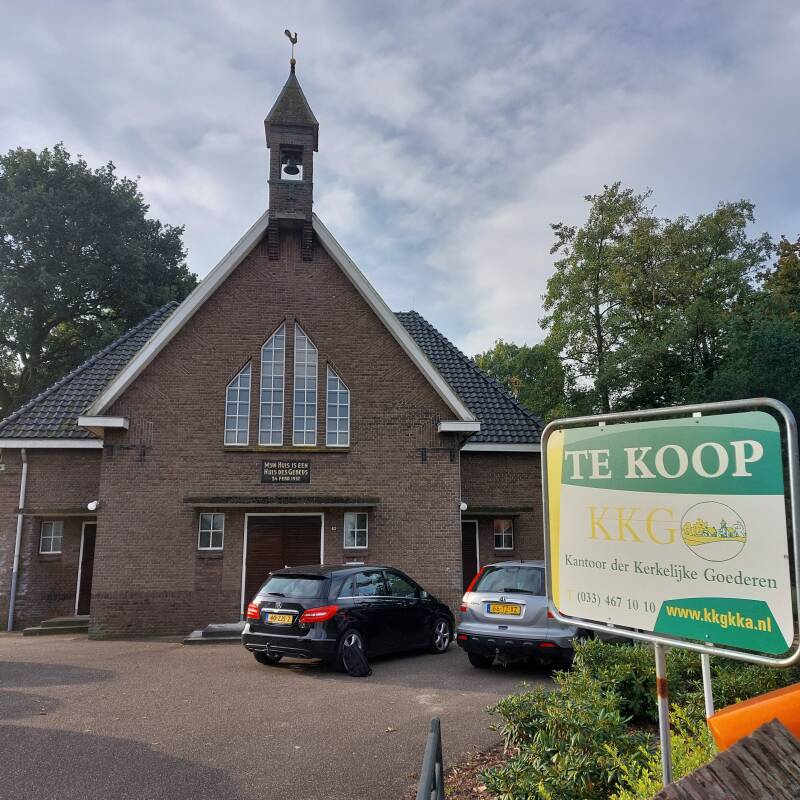 MIJN HUIS IS EEN
HUIS DES GEBEDS
TE KOOP
KKG
Kantoor der Kerkelijke Goederen
(033) 467 10 10
www.kkgkka.nl